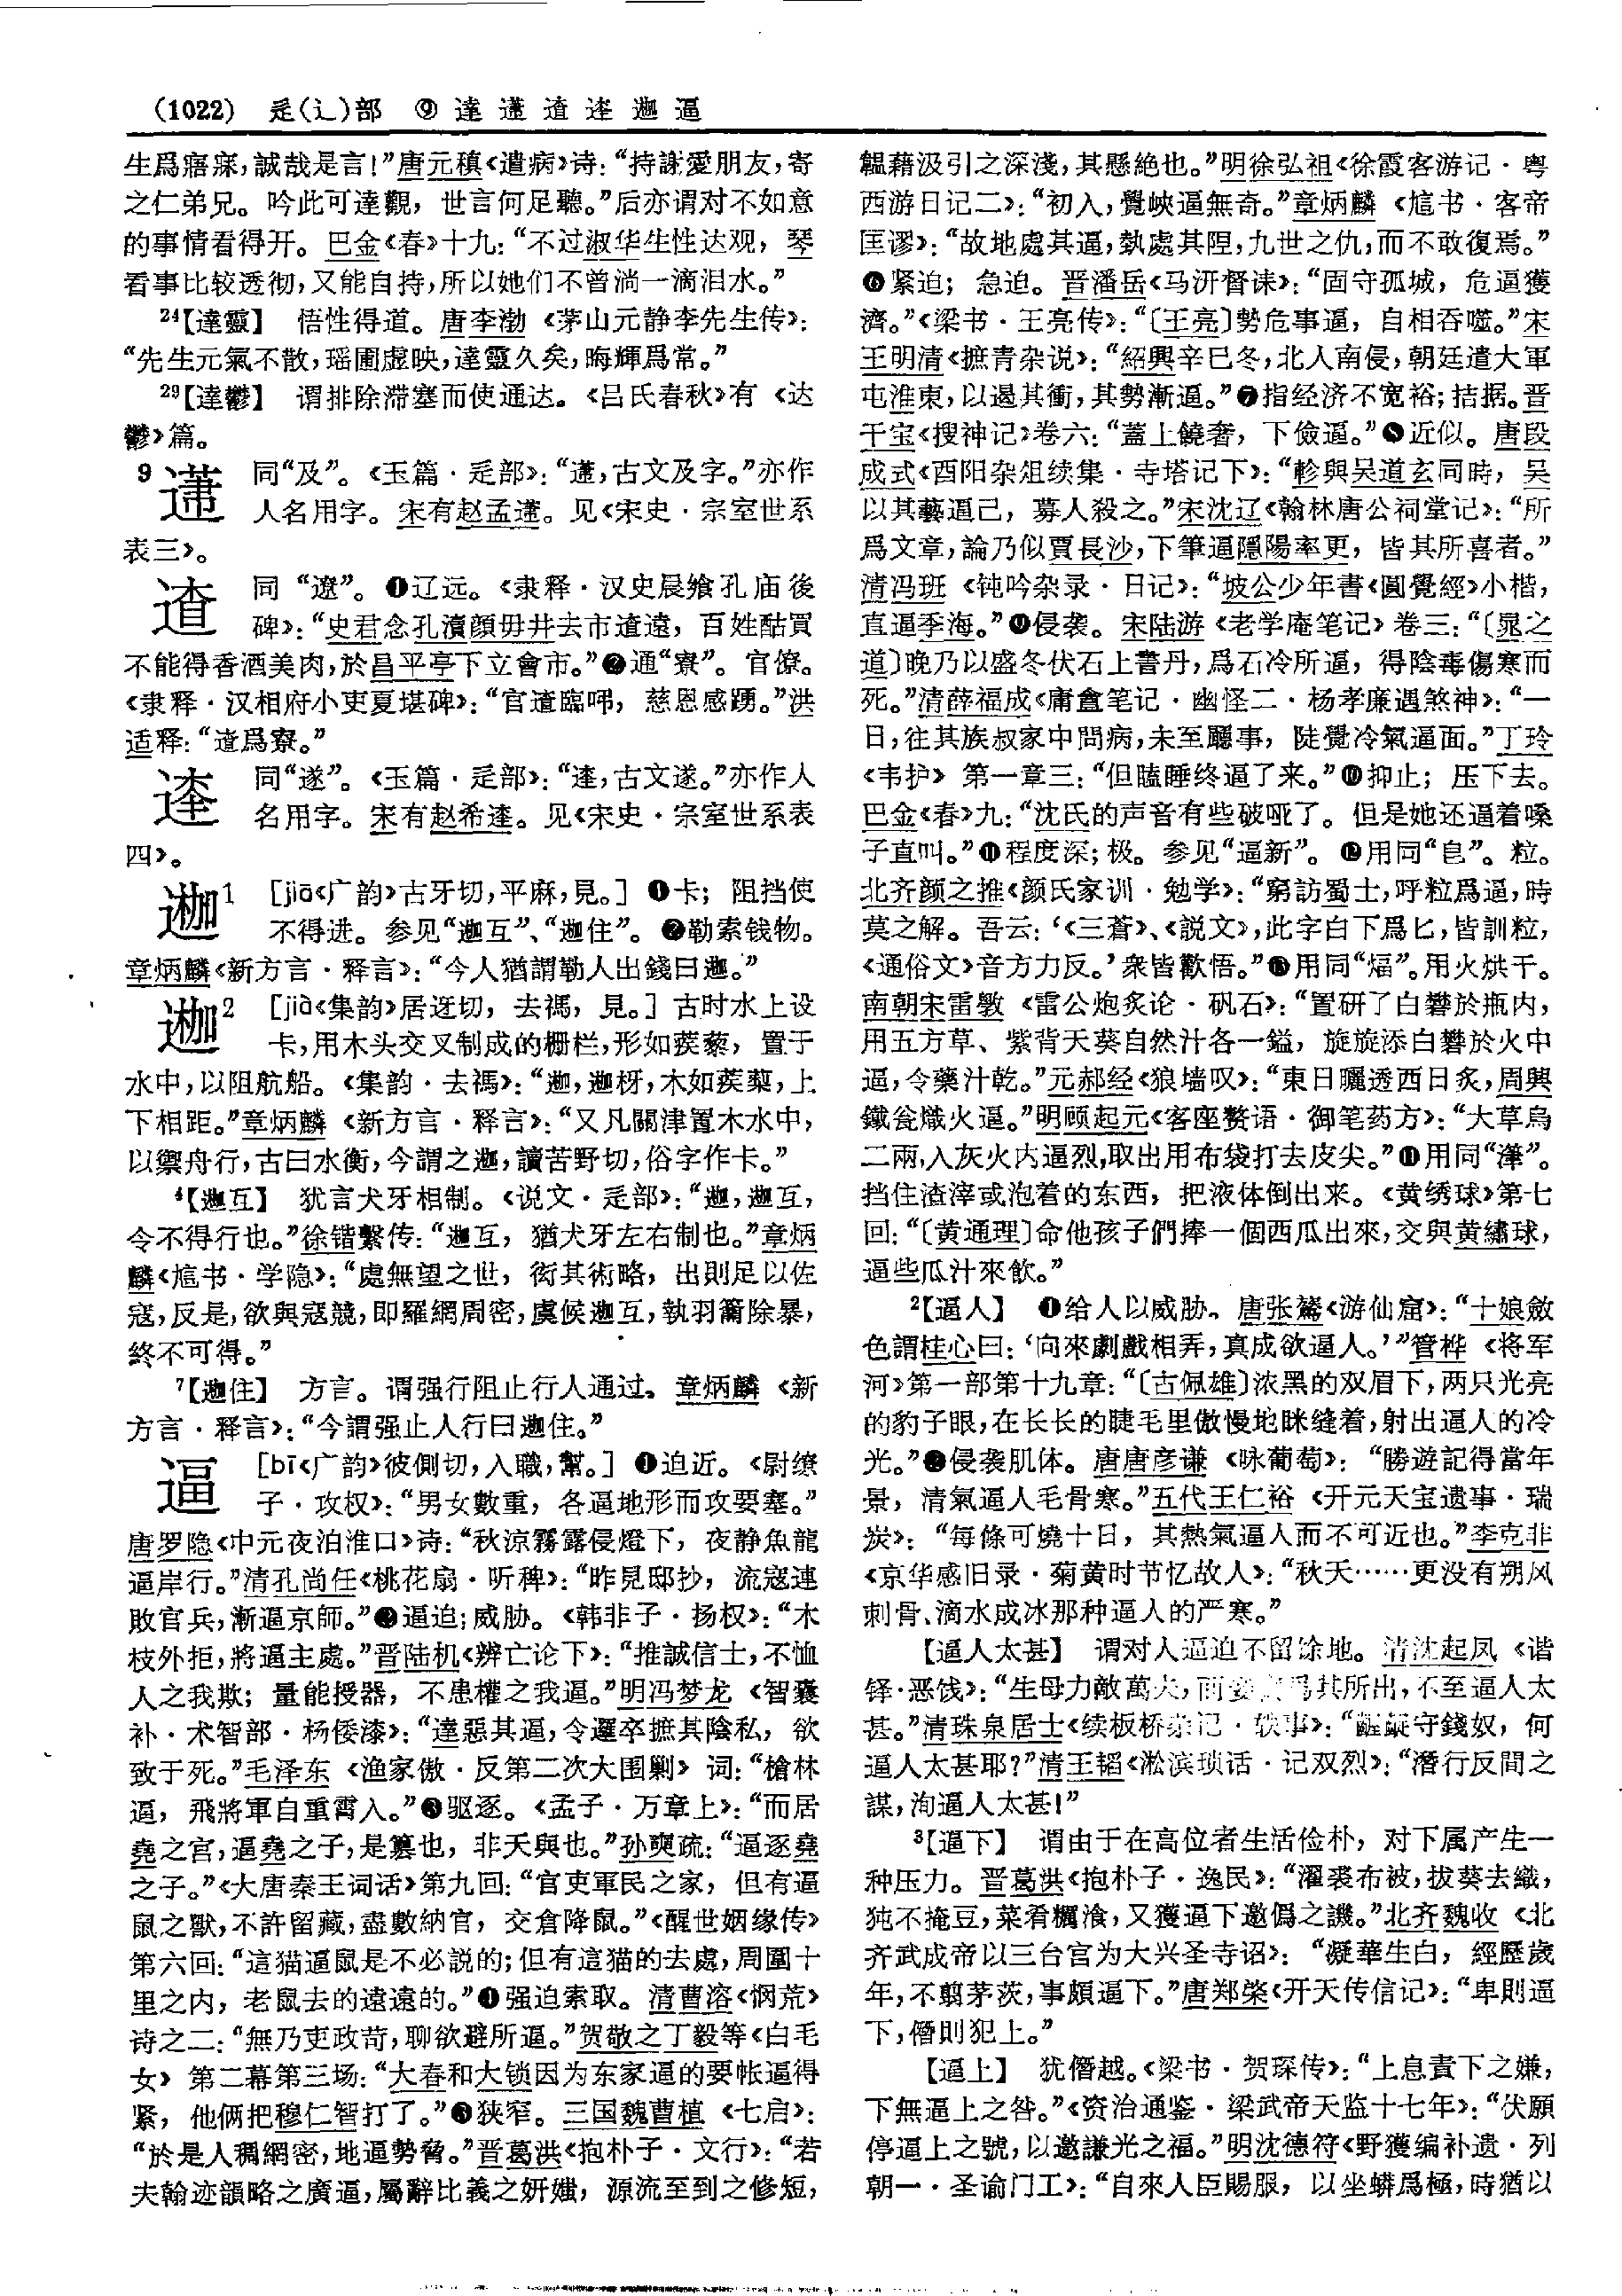 (1022) 辵(辶)部 ⑨ 達 逪 逼
生爲寤寐,誠哉是言!”唐元稹《遣病》诗:“持謝愛朋友,寄
之仁弟兄。吟此可達觀,世言何足聽。”后亦谓对不如意
的事情看得开。巴金《春》十九:“不过淑华生性达观,琴
看事比较透彻,又能自持,所以她们不曾淌一滴泪水。”
24【達靈】 悟性得道。唐李渤《茅山元静李先生传》:
“先生元氣不散,瑶圃虚映,達靈久矣,晦輝爲常。”
29【達鬱】 谓排除滞塞而使通达。《吕氏春秋》有《达
鬱》篇。
9 同“及”。《玉篇·辵部》:“,古文及字。”亦作
人名用字。宋有赵孟。见《宋史·宗室世系
表三》。
同“遼”。❶辽远。《隶释·汉史晨飨孔庙後
碑》:“史君念孔瀆顔毋井去市遠,百姓酤買
不能得香酒美肉,於昌平亭下立會市。”❷通“寮”。官僚。
《隶释·汉相府小吏夏堪碑》:“官臨,慈恩感踴。”洪
适释:“爲寮。”
同“遂”。《玉篇·辵部》:“,古文遂。”亦作人
名用字。宋有赵希。见《宋史·宗室世系表
四》。
迦1 [jiā《广韵》古牙切,平麻,見。] ❶卡;阻挡使
不得进。参见“迦互”、“迦住”。❷勒索钱物。
章炳麟《新方言·释言》:“今人猶謂勒人出錢曰迦。”
迦2 [jià《集韵》居迓切,去禡,見。] 古时水上设
卡,用木头交叉制成的栅栏,形如蒺藜,置于
水中,以阻航船。《集韵·去禡》:“迦,迦枒,木如蒺蔾,上
下相距。”章炳麟《新方言·释言》:“又凡關津置木水中,
以禦舟行,古曰水衡,今謂之迦,讀苦野切,俗字作卡。”
4【迦互】 犹言犬牙相制。《说文·辵部》:“迦,迦互,
令不得行也。”徐锴繫传:“迦互,猶犬牙左右制也。”章炳
麟《訄书·学隐》:“處無望之世,衒其術略,出則足以佐
寇,反是,欲與寇競,即羅網周密,虞候迦互,執羽籥除暴,
終不可得。”
7【迦住】 方言。谓强行阻止行人通过。章炳麟《新
方言·释言》:“今謂强止人行曰迦住。”
逼 [bī《广韵》彼側切,入職,幫。] ❶迫近。《尉缭
子·攻权》:“男女數重,各逼地形而攻要塞。”
唐罗隐《中元夜泊淮口》诗:“秋涼霧露侵燈下,夜静魚龍
逼岸行。”清孔尚任《桃花扇·听稗》:“昨見邸抄,流寇連
敗官兵,漸逼京師。”❷逼迫;威胁。《韩非子·扬权》:“木
枝外拒,將逼主處。”晋陆机《辨亡论下》:“推誠信士,不恤
人之我欺;量能授器,不患權之我逼。”明冯梦龙《智囊
补·术智部·杨倭漆》:“達惡其逼,令邏卒摭其陰私,欲
致于死。”毛泽东《渔家傲·反第二次大围剿》词:“槍林
逼,飛將軍自重霄入。”❸驱逐。《孟子·万章上》:“而居
堯之宫,逼堯之子,是篡也,非天與也。”孙奭疏:“逼逐堯
之子。”《大唐秦王词话》第九回:“官吏軍民之家,但有逼
鼠之獸,不許留藏,盡數納官,交倉降鼠。”《醒世姻缘传》
第六回:“這猫逼鼠是不必説的;但有這猫的去處,周圍十
里之内,老鼠去的遠遠的。”❹强迫索取。清曹溶《悯荒》
诗之二:“無乃吏政苛,聊欲避所逼。”贺敬之丁毅等《白毛
女》第二幕第三场:“大春和大锁因为东家逼的要帐逼得
紧,他俩把穆仁智打了。”❺狭窄。三国魏曹植《七启》:
“於是人稠網密,地逼勢脅。”晋葛洪《抱朴子·文行》:“若
夫翰迹韻略之廣逼,屬辭比義之妍媸,源流至到之修短,
韞藉汲引之深淺,其懸絶也。”明徐弘祖《徐霞客游记·粤
西游日记二》:“初入,覺峽逼無奇。”章炳麟《訄书·客帝
匡谬》:“故地處其逼,埶處其陧,九世之仇,而不敢復焉。”
❻紧迫;急迫。晋潘岳《马汧督诔》:“固守孤城,危逼獲
濟。”《梁书·王亮传》:“〔王亮〕勢危事逼,自相吞噬。”宋
王明清《摭青杂说》:“紹興辛巳冬,北人南侵,朝廷遣大軍
屯淮東,以遏其衝,其勢漸逼。”❼指经济不宽裕;拮据。晋
干宝《搜神记》卷六:“蓋上饒奢,下儉逼。”❽近似。唐段
成式《酉阳杂俎续集·寺塔记下》:“軫與吴道玄同時,吴
以其藝逼己,募人殺之。”宋沈辽《翰林唐公祠堂记》:“所
爲文章,論乃似賈長沙,下筆逼隱陽率更,皆其所喜者。”
清冯班《钝吟杂录·日记》:“坡公少年書《圓覺經》小楷,
直逼季海。”❾侵袭。宋陆游《老学庵笔记》卷三:“〔晁之
道〕晚乃以盛冬伏石上書丹,爲石冷所逼,得陰毒傷寒而
死。”清薛福成《庸盦笔记·幽怪二·杨孝廉遇煞神》:“一
日,往其族叔家中問病,未至廳事,陡覺冷氣逼面。”丁玲
《韦护》第一章三:“但瞌睡终逼了来。”❿抑止;压下去。
巴金《春》九:“沈氏的声音有些破哑了。但是她还逼着嗓
子直叫。”⓫程度深;极。参见“逼新”。⓬用同“皀”。粒。
北齐颜之推《颜氏家训·勉学》:“窮訪蜀士,呼粒爲逼,時
莫之解。吾云:‘《三蒼》、《説文》,此字白下爲匕,皆訓粒,
《通俗文》音方力反。’衆皆歡悟。”⓭用同“煏”。用火烘干。
南朝宋雷斅《雷公炮炙论·矾石》:“置研了白礬於瓶内,
用五方草、紫背天葵自然汁各一鎰,旋旋添白礬於火中
逼,令藥汁乾。”元郝经《狼墙叹》:“東日曬透西日炙,周興
鐵瓮熾火逼。”明顾起元《客座赘语·御笔药方》:“大草烏
二兩,入灰火内逼烈,取出用布袋打去皮尖。”⓮用同“潷”。
挡住渣滓或泡着的东西,把液体倒出来。《黄绣球》第七
回:“〔黄通理〕命他孩子們捧一個西瓜出來,交與黄繡球,
逼些瓜汁來飲。”
2【逼人】 ❶给人以威胁。唐张鷟《游仙窟》:“十娘斂
色謂桂心曰:‘向來劇戲相弄,真成欲逼人。’”管桦《将军
河》第一部第十九章:“〔古佩雄〕浓黑的双眉下,两只光亮
的豹子眼,在长长的睫毛里傲慢地眯缝着,射出逼人的冷
光。”❷侵袭肌体。唐唐彦谦《咏葡萄》:“勝遊記得當年
景,清氣逼人毛骨寒。”五代王仁裕《开元天宝遗事·瑞
炭》:“每條可燒十日,其熱氣逼人而不可近也。”李克非
《京华感旧录·菊黄时节忆故人》:“秋天……更没有朔风
刺骨、滴水成冰那种逼人的严寒。”
【逼人太甚】 谓对人逼迫不留馀地。清沈起凤《谐
铎·恶饯》:“生母力敵萬夫,而妾爲其所出,不至逼人太
甚。”清珠泉居士《续板桥杂记·轶事》:“齷齪守錢奴,何
逼人太甚耶?”清王韬《淞滨琐话·记双烈》:“潛行反間之
謀,洵逼人太甚!”
3【逼下】 谓由于在高位者生活俭朴,对下属产生一
种压力。晋葛洪《抱朴子·逸民》:“濯裘布被,拔葵去織,
㹠不掩豆,菜肴糲湌,又獲逼下邀僞之譏。”北齐魏收《北
齐武成帝以三台宫为大兴圣寺诏》:“凝華生白,經歷歲
年,不翦茅茨,事頗逼下。”唐郑棨《开天传信记》:“卑則逼
下,僭則犯上。”
【逼上】 犹僭越。《梁书·贺琛传》:“上息責下之嫌,
下無逼上之咎。”《资治通鉴·梁武帝天监十七年》:“伏願
停逼上之號,以邀謙光之福。”明沈德符《野獲编补遗·列
朝一·圣谕门工》:“自來人臣賜服,以坐蟒爲極,時猶以